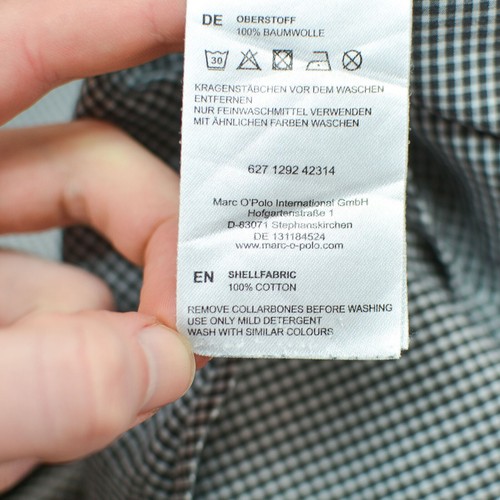 DE OBERSTOFF
100% BAUMWOLLE
30
KRAGENSTÄBCHEN VOR DEM WASCHEN
ENTFERNEN
NUR FEINWASCHMITTEL VERWENDEN
MIT ÄHNLICHEN FARBEN WASCHEN
627 1292 42314
Marc O'Polo International GmbH
Hofgartenstraße 1
D-83071 Stephanskirchen
DE 131184524
www.marc-o-polo.com
EN SHELLFABRIC
100% COTTON
REMOVE COLLARBONES BEFORE WASHING
USE ONLY MILD DETERGENT
WASH WITH SIMILAR COLOURS